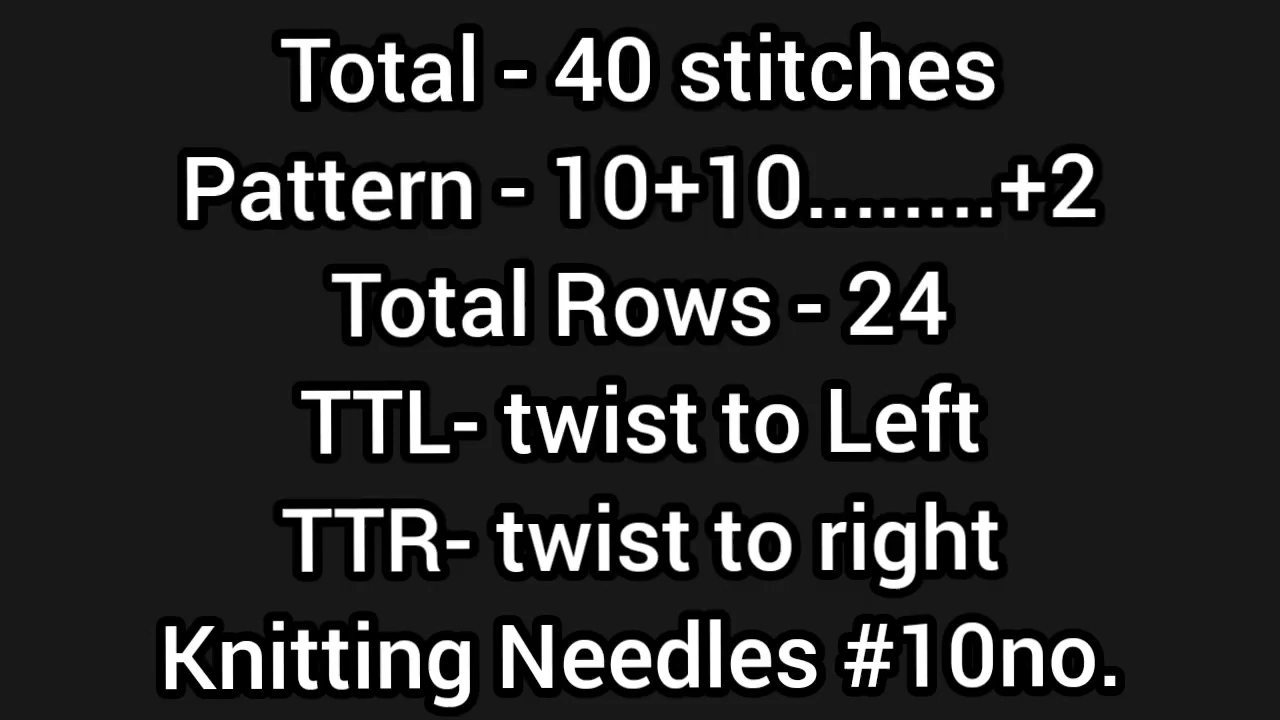 Total - 40 stitches
Pattern - 10+10........+2
Total Rows - 24
TTL- twist to Left
TTR- twist to right
Knitting Needles #10no.